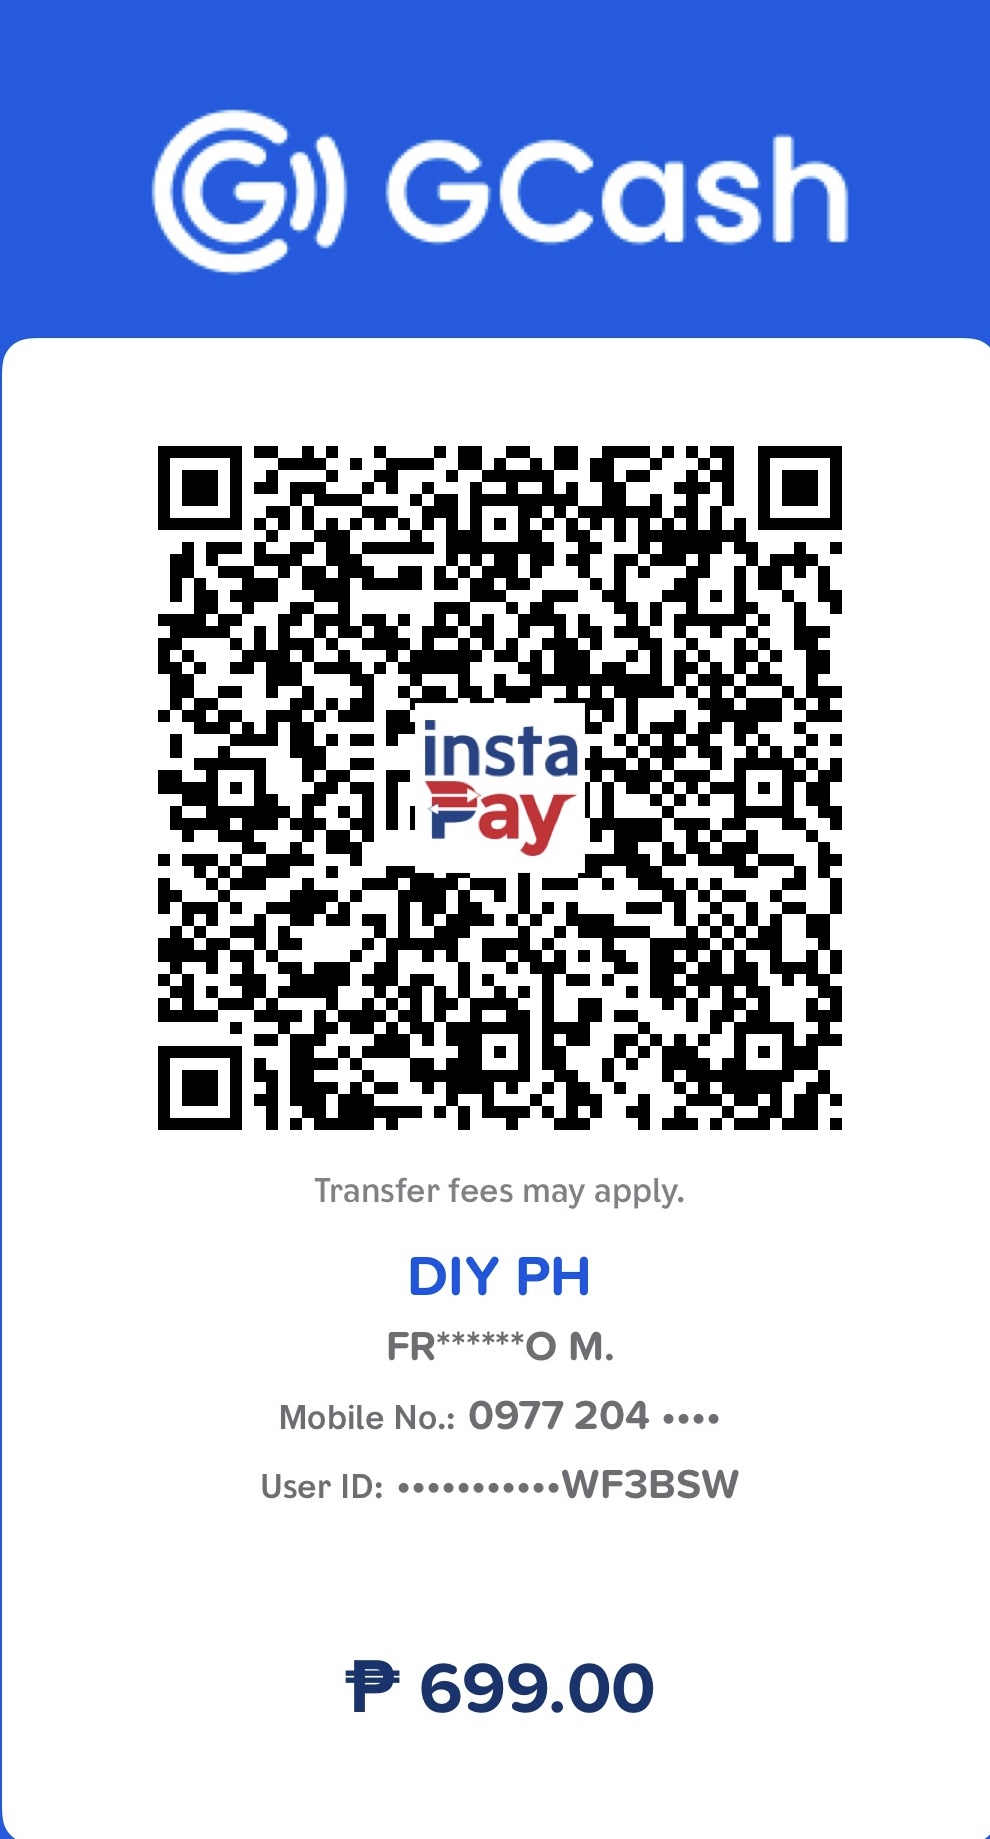 GCash
insta
Pay
Transfer fees may apply.
DIY PH
FR******O M.
Mobile No.: 0977 204 ••••
User ID: •••••••••••WF3BSW
₱ 699.00